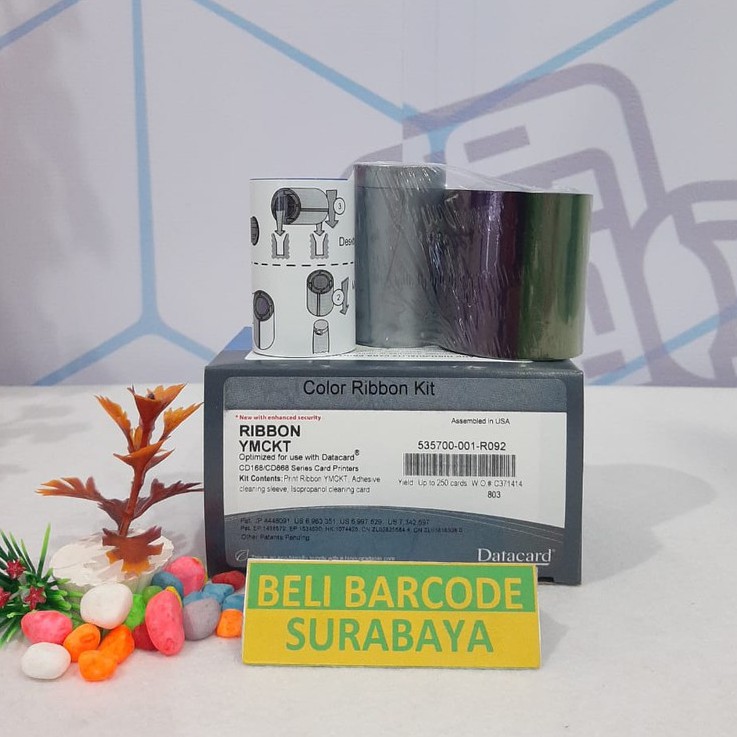 3
2
Color Ribbon Kit
* New with enhanced security
Assembled in USA
RIBBON
YMCKT
Optimized for use with Datacard®
CD168/CD868 Series Card Printers
Kit Contents: Print Ribbon YMCKT, Adhesive
cleaning sleeve, Isopropanol cleaning card
535700-001-R092
Yield: Up to 250 cards W.O.# C371414
803
Other Patents Pending
Datacard®
BELI BARCODE
SURABAYA